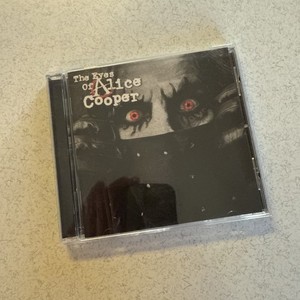 The Eyes
Of Alice
Cooper